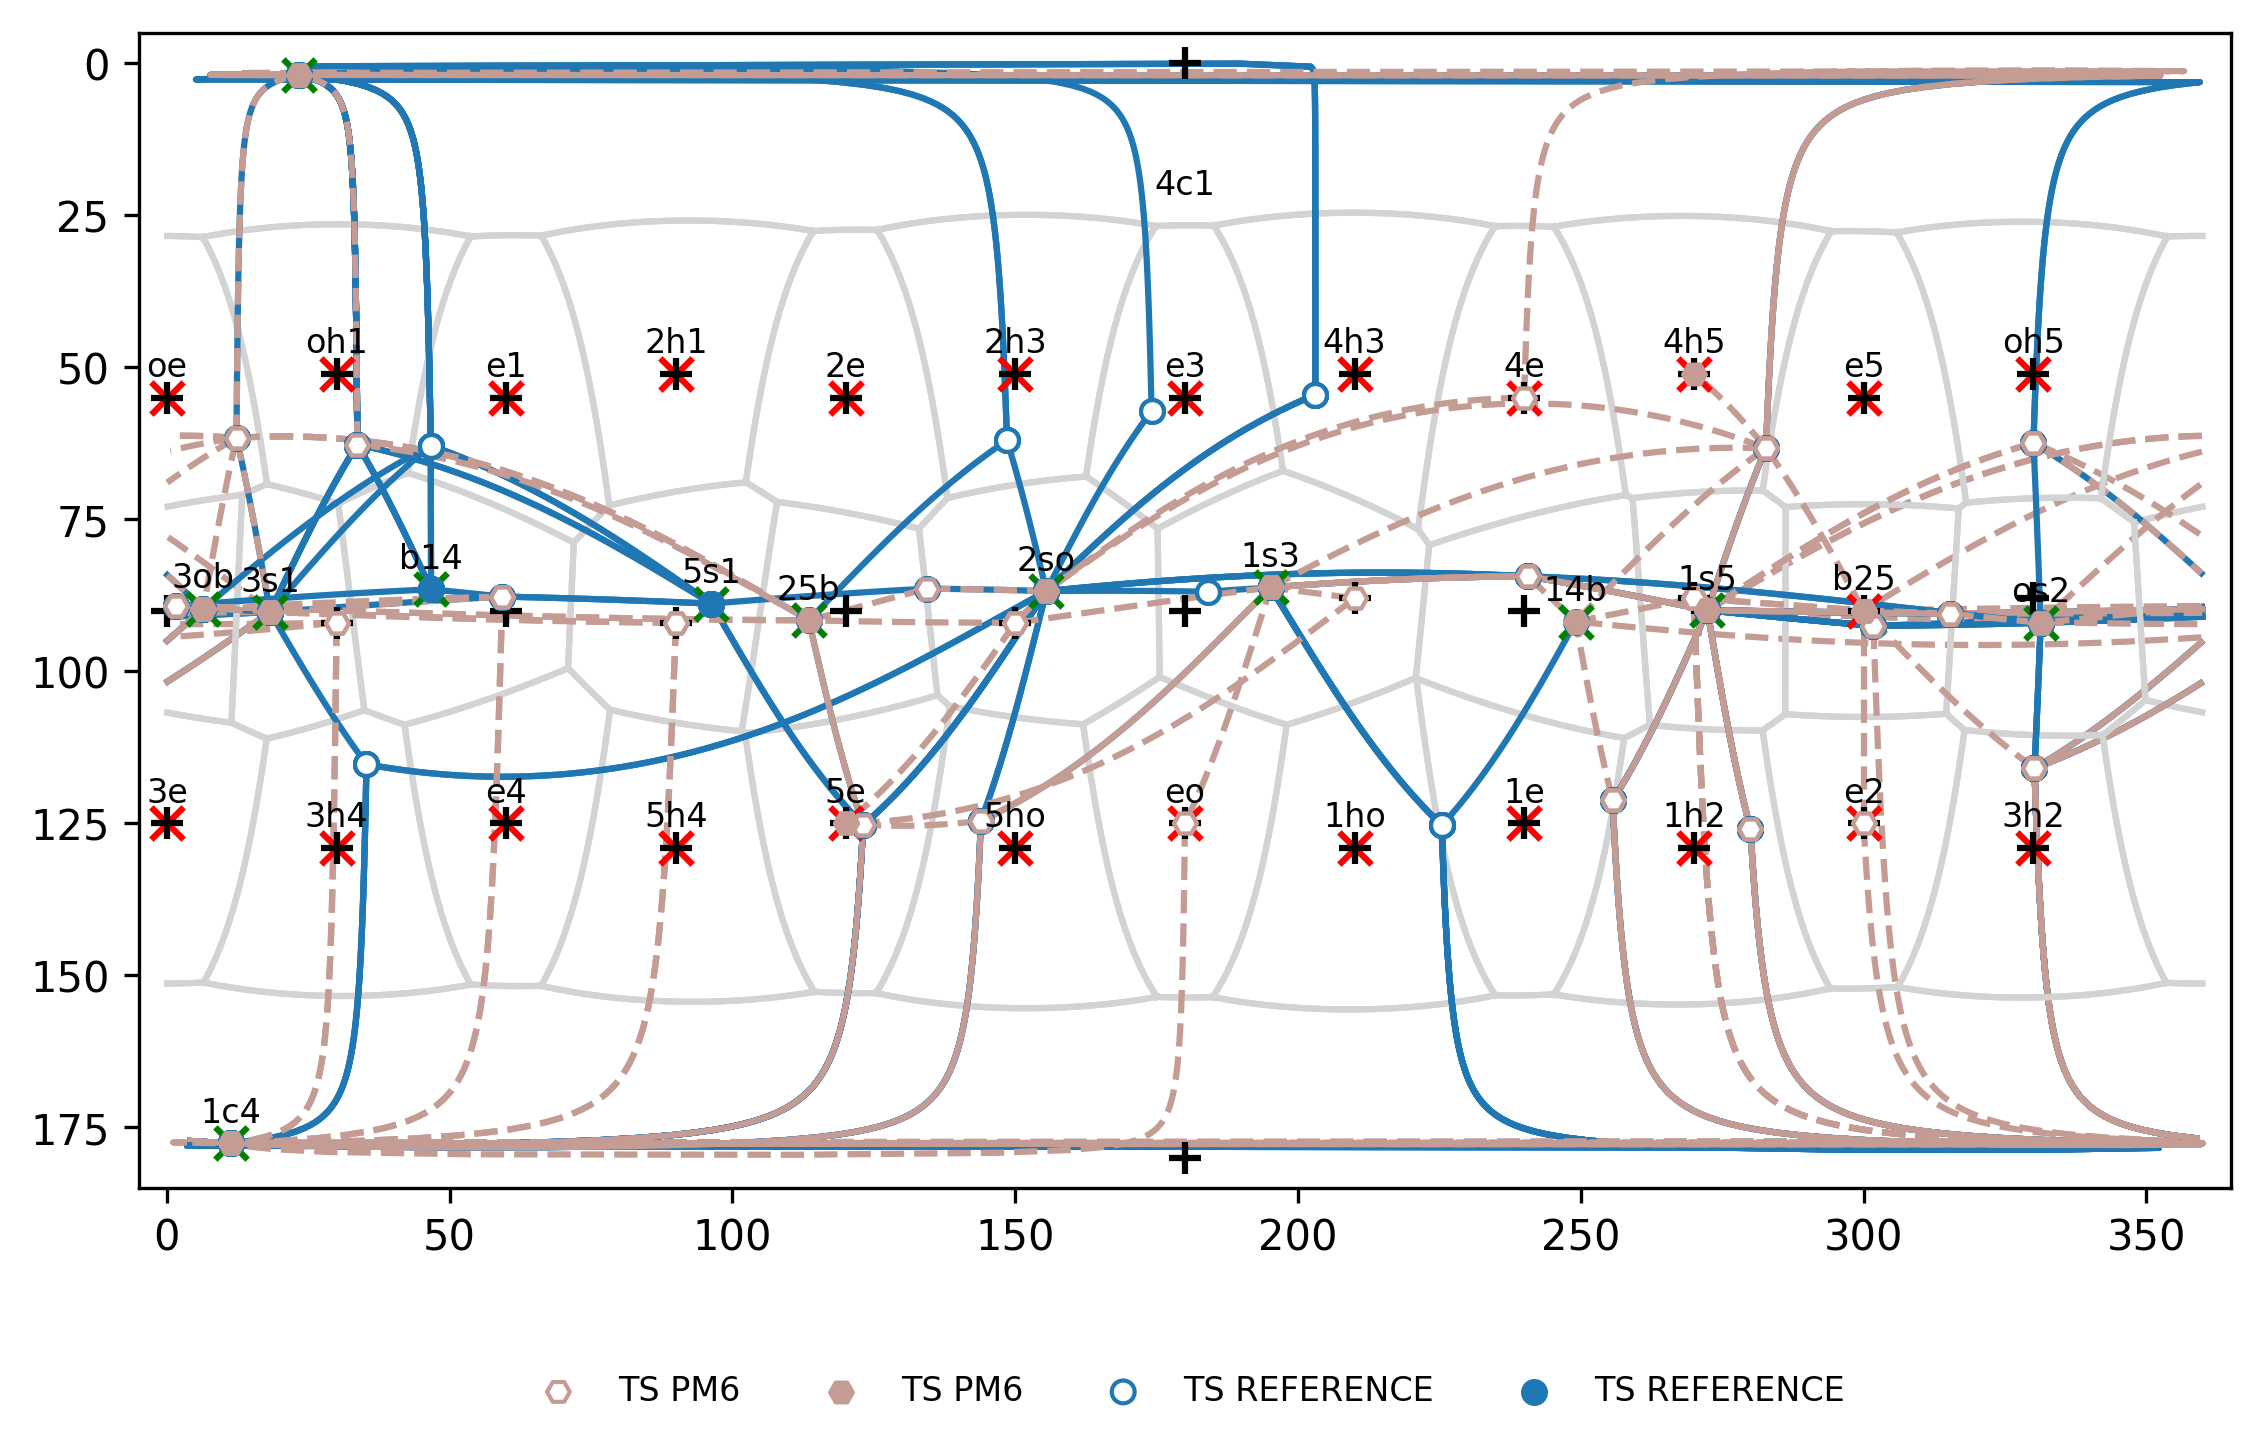 0
4c1
25
oh1 2h1 2h3 4h3 4h5 oh5
50
oe e1 2e e3 4e e5
75
3ob 3s1 b14 5s1 25b 2so 1s3 14b 1s5 b25 os2
100
3e e4 5e eo 1e e2
3h4 5h4 5ho 1ho 1h2 3h2
125
150
1c4
175
0 50 100 150 200 250 300 350
TS PM6 TS PM6 TS REFERENCE TS REFERENCE